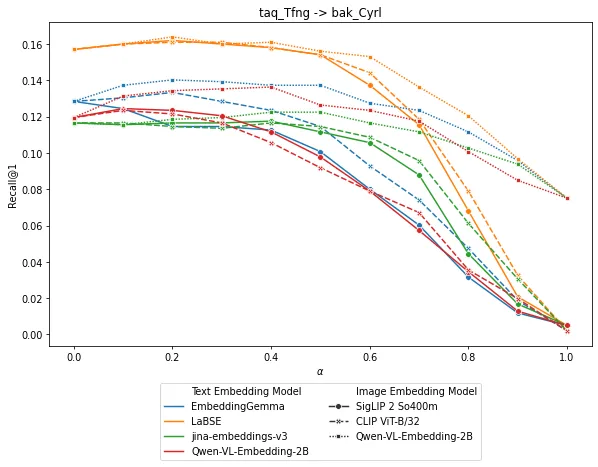 taq_Tfng -> bak_Cyrl
Recall@1
0.16
0.14
0.12
0.10
0.08
0.06
0.04
0.02
0.00
0.0 0.2 0.4 0.6 0.8 1.0
α
Text Embedding Model Image Embedding Model
EmbeddingGemma SigLIP 2 So400m
LaBSE CLIP ViT-B/32
jina-embeddings-v3 Qwen-VL-Embedding-2B
Qwen-VL-Embedding-2B